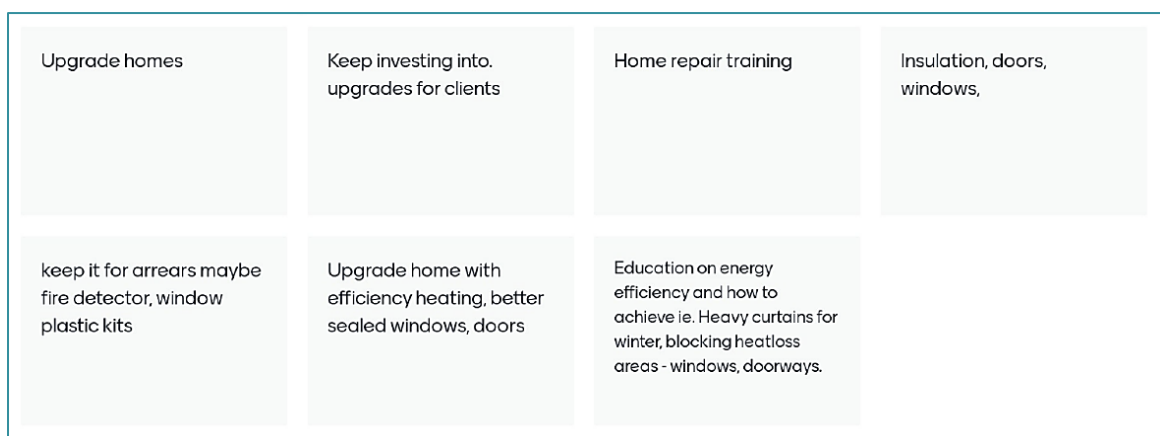 Upgrade homes
Keep investing into.
upgrades for clients
Home repair training
Insulation, doors,
windows,
keep it for arrears maybe
fire detector, window
plastic kits
Upgrade home with
efficiency heating, better
sealed windows, doors
Education on energy
efficiency and how to
achieve ie. Heavy curtains for
winter, blocking heatloss
areas - windows, doorways.